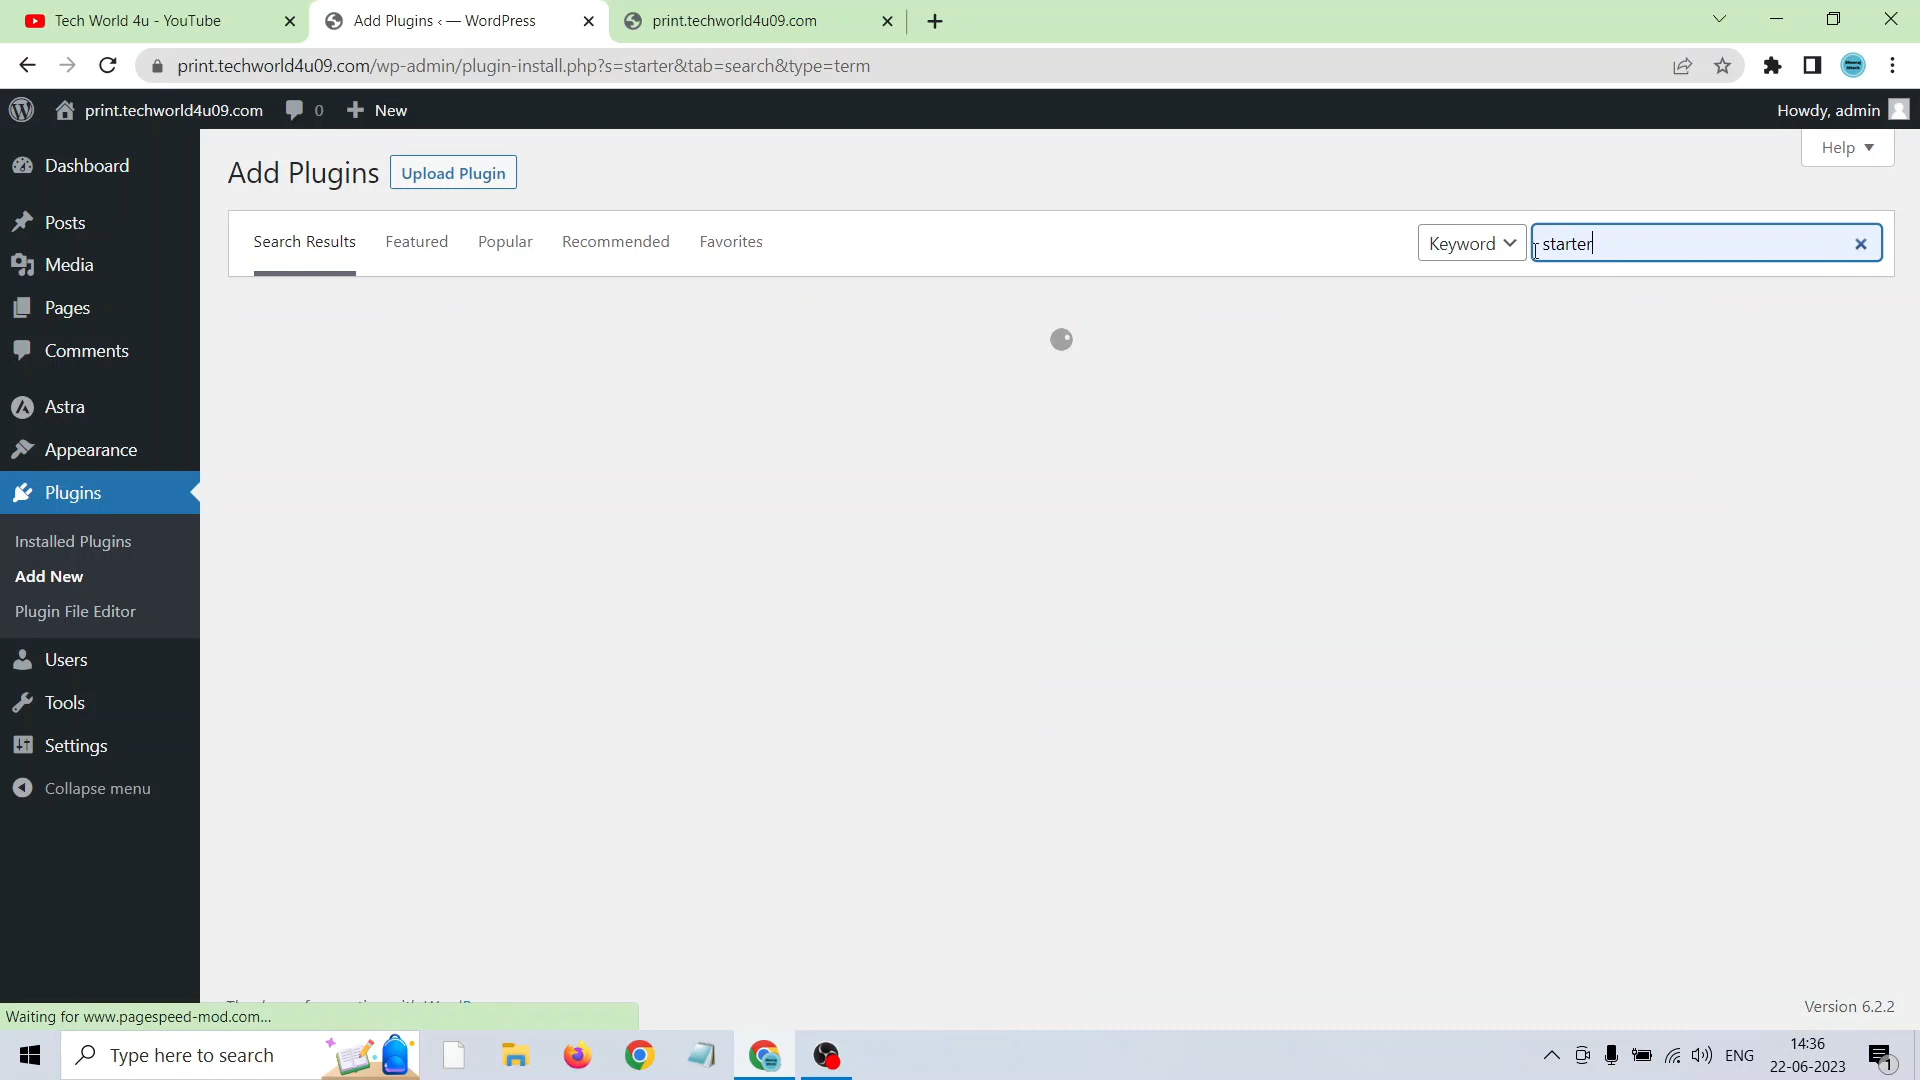 Tech World 4u - YouTube
Add Plugins ‹ — WordPress
print.techworld4u09.com
print.techworld4u09.com/wp-admin/plugin-install.php?s=starter&tab=search&type=term
print.techworld4u09.com
0
New
Howdy, admin
Dashboard
Posts
Media
Pages
Comments
Astra
Appearance
Plugins
Installed Plugins
Add New
Plugin File Editor
Users
Tools
Settings
Collapse menu
Help
Add Plugins
Upload Plugin
Search Results
Featured
Popular
Recommended
Favorites
Keyword
starter
Version 6.2.2
Waiting for www.pagespeed-mod.com...
Type here to search
ENG
14:36
22-06-2023
1